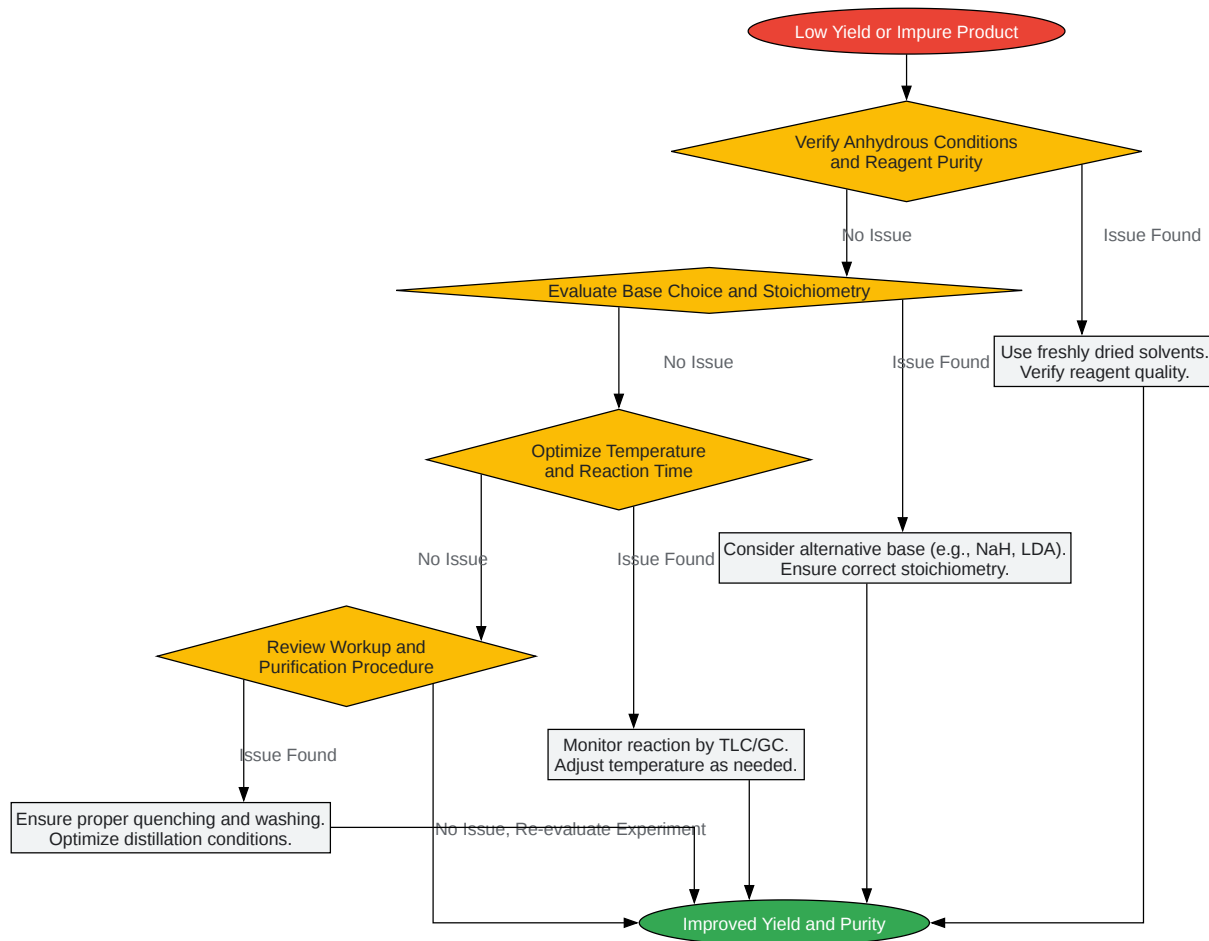 Low Yield or Impure Product
Verify Anhydrous Conditions
and Reagent Purity
No Issue
Issue Found
Evaluate Base Choice and Stoichiometry
Use freshly dried solvents.
Verify reagent quality.
No Issue
Issue Found
Optimize Temperature
and Reaction Time
Consider alternative base (e.g., NaH, LDA).
Ensure correct stoichiometry.
No Issue
Issue Found
Review Workup and
Purification Procedure
Monitor reaction by TLC/GC.
Adjust temperature as needed.
Issue Found
Ensure proper quenching and washing.
Optimize distillation conditions.
No Issue, Re-evaluate Experiment
Improved Yield and Purity